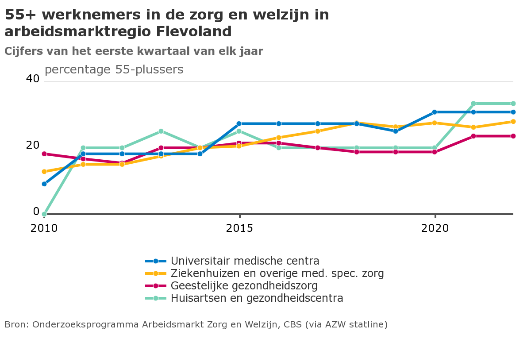 55+ werknemers in de zorg en welzijn in
arbeidsmarktregio Flevoland
Cijfers van het eerste kwartaal van elk jaar
percentage 55-plussers
40
20
0
2010
2015
2020
Universitair medische centra
Ziekenhuizen en overige med. spec. zorg
Geestelijke gezondheidszorg
Huisartsen en gezondheidscentra
Bron: Onderzoeksprogramma Arbeidsmarkt Zorg en Welzijn, CBS (via AZW statline)